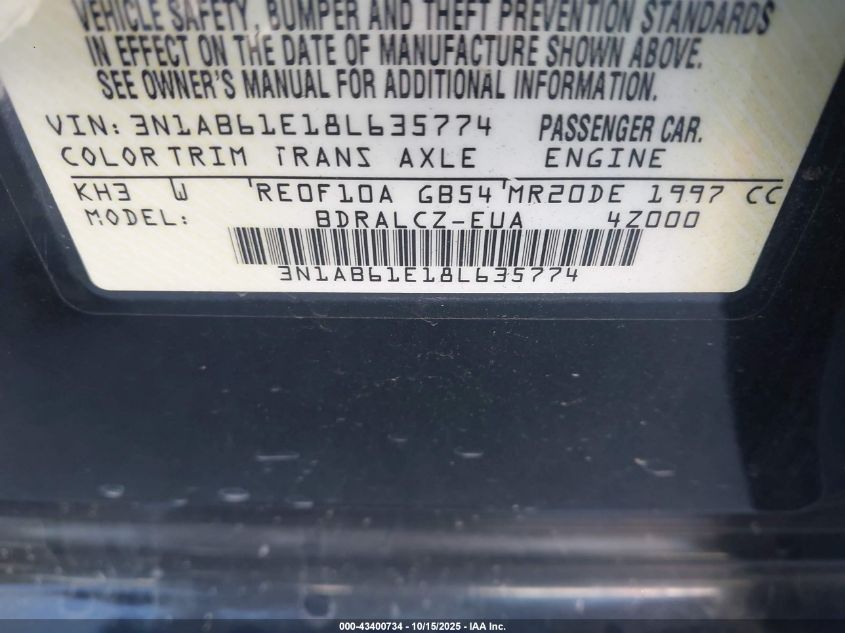 VEHICLE SAFETY, BUMPER AND THEFT PREVENTION STANDARDS
IN EFFECT ON THE DATE OF MANUFACTURE SHOWN ABOVE.
SEE OWNER'S MANUAL FOR ADDITIONAL INFORMATION.
VIN: 3N1AB61E18L635774 PASSENGER CAR.
COLOR TRIM TRANS AXLE ENGINE
KH3 W 'RE0F10A GB54'MR20DE 1997 CC
MODEL: BDRALCZ-EUA 4Z000
3N1AB61E18L635774
000-43400734 - 10/15/2025 - IAA Inc.